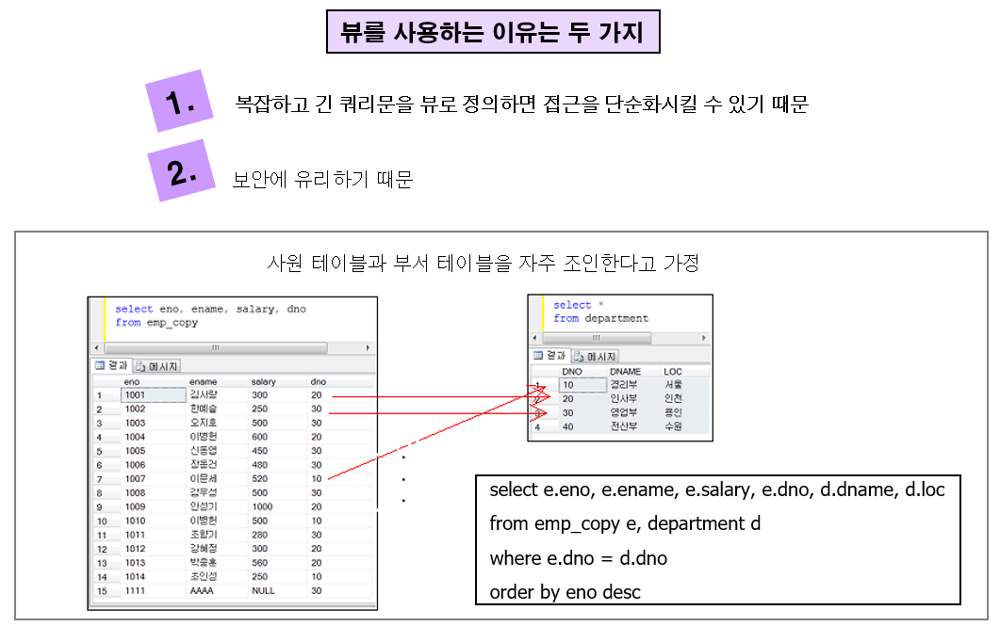 뷰를 사용하는 이유는 두 가지
1. 복잡하고 긴 쿼리문을 뷰로 정의하면 접근을 단순화시킬 수 있기 때문
2. 보안에 유리하기 때문
사원 테이블과 부서 테이블을 자주 조인한다고 가정
select eno, ename, salary, dno
from emp_copy
결과 메시지
eno ename salary dno
1 1001 김사랑 300 20
2 1002 한예슬 250 30
3 1003 오지호 500 30
4 1004 이병헌 600 20
5 1005 신동엽 450 30
6 1006 장동건 480 30
7 1007 이문세 520 10
8 1008 감우성 500 30
9 1009 안성기 1000 20
10 1010 이병헌 500 10
11 1011 조향기 280 30
12 1012 강혜정 300 20
13 1013 박중훈 560 20
14 1014 조인성 250 10
15 1111 AAAA NULL 30
select *
from department
결과 메시지
DNO DNAME LOC
1 10 경리부 서울
2 20 인사부 인천
3 30 영업부 용인
4 40 전산부 수원
select e.eno, e.ename, e.salary, e.dno, d.dname, d.loc
from emp_copy e, department d
where e.dno = d.dno
order by eno desc